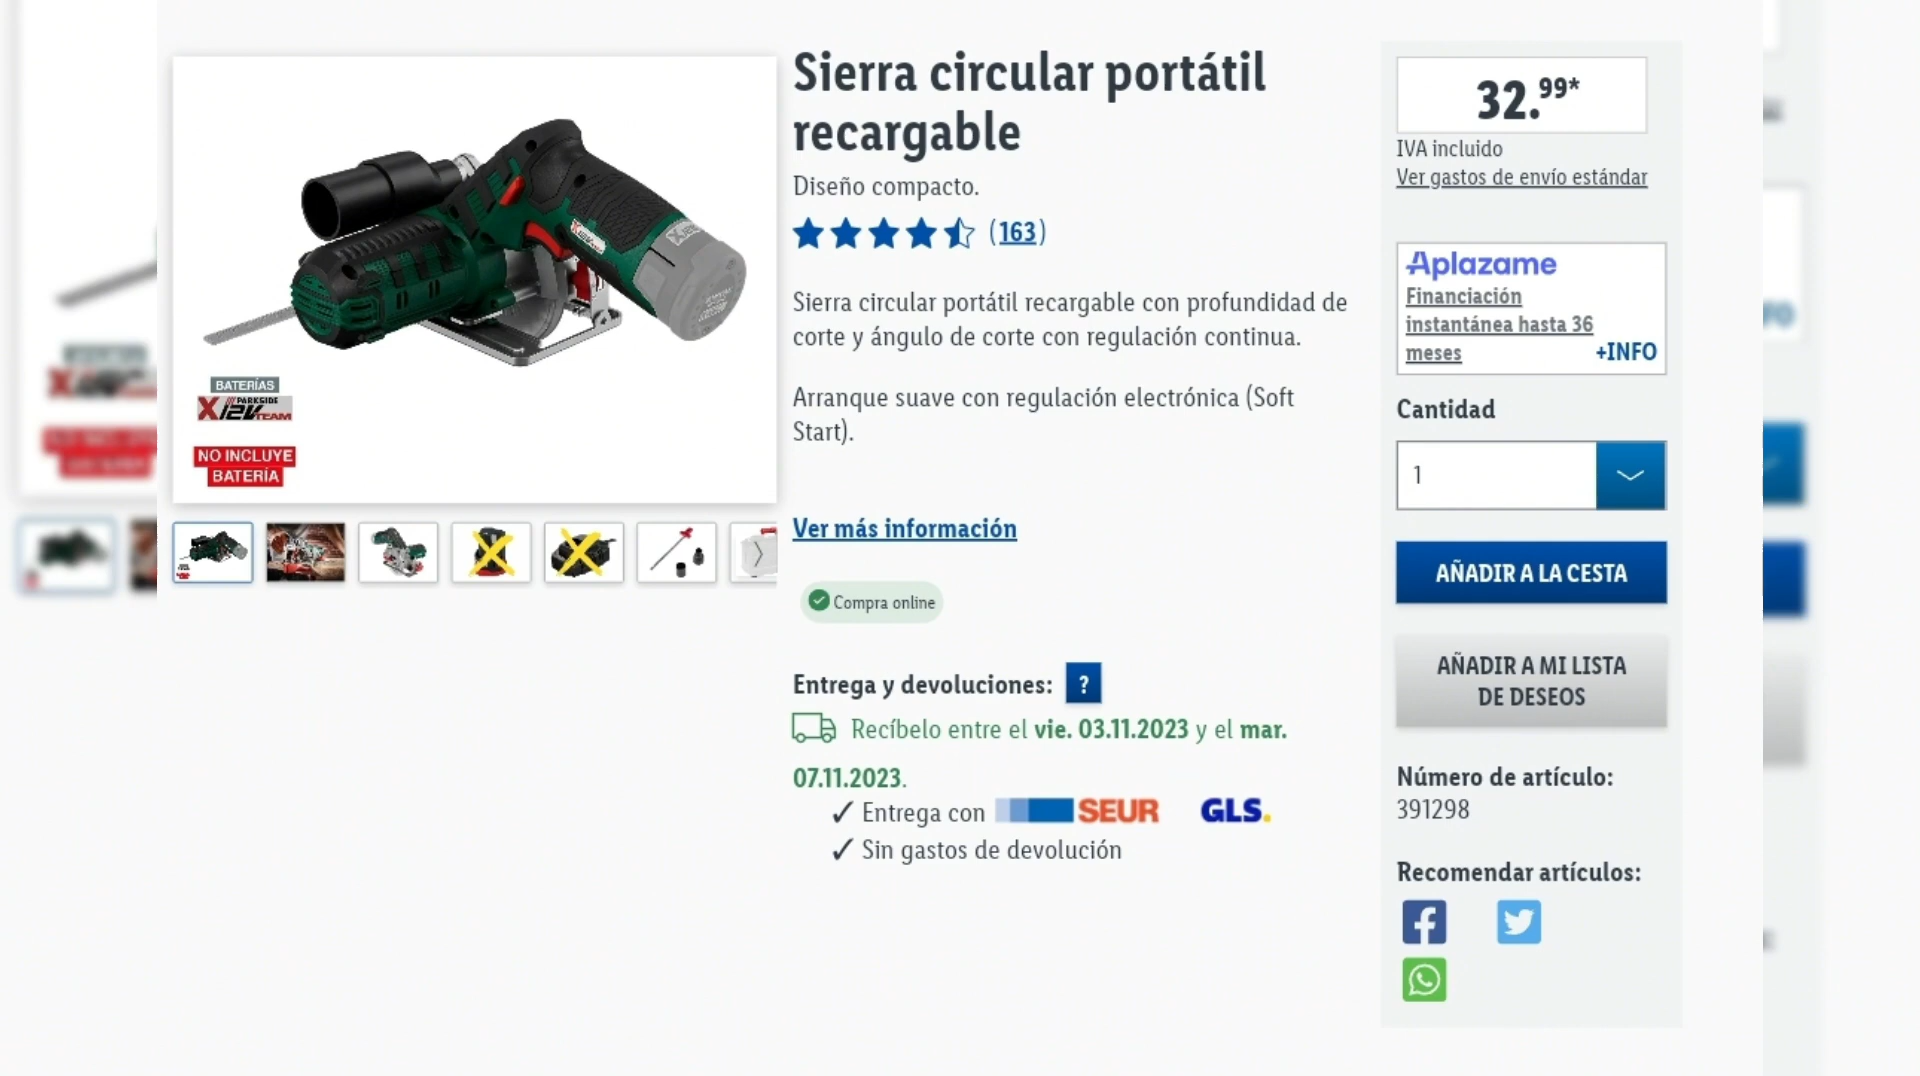 Sierra circular portátil
recargable
Diseño compacto.
(163)
Sierra circular portátil recargable con profundidad de
corte y ángulo de corte con regulación continua.
Arranque suave con regulación electrónica (Soft
Start).
Ver más información
Compra online
Entrega y devoluciones: ?
Recíbelo entre el vie. 03.11.2023 y el mar.
07.11.2023.
✓ Entrega con SEUR GLS.
✓ Sin gastos de devolución
BATERÍAS
PARKSIDE
X12V TEAM
NO INCLUYE
BATERÍA
32.99*
IVA incluido
Ver gastos de envío estándar
Aplazame
Financiación
instantánea hasta 36
meses
+INFO
Cantidad
1
AÑADIR A LA CESTA
AÑADIR A MI LISTA
DE DESEOS
Número de artículo:
391298
Recomendar artículos: